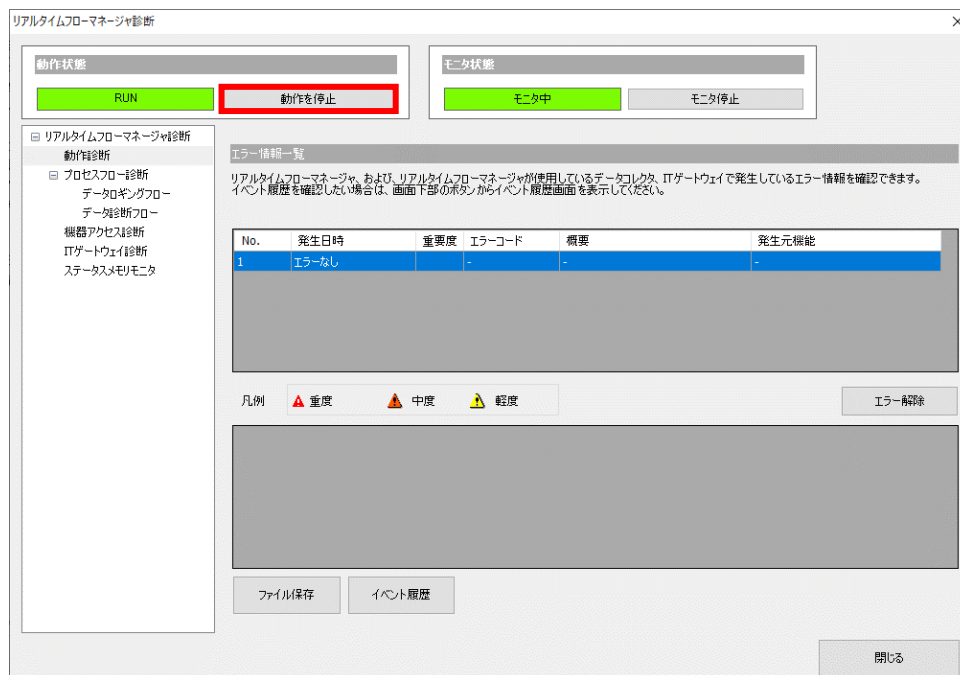 リアルタイムフローマネージャ診断
動作状態
RUN
動作を停止
モニタ状態
モニタ中
モニタ停止
リアルタイムフローマネージャ診断
動作診断
プロセスフロー診断
データロギングフロー
データ診断フロー
機器アクセス診断
ITゲートウェイ診断
ステータスメモリモニタ
エラー情報一覧
リアルタイムフローマネージャ、および、リアルタイムフローマネージャが使用しているデータコレクタ、ITゲートウェイで発生しているエラー情報を確認できます。
イベント履歴を確認したい場合は、画面下部のボタンからイベント履歴画面を表示してください。
No. 発生日時 重要度 エラーコード 概要 発生元機能
1 エラーなし - - -
凡例 重度 中度 軽度
エラー解除
ファイル保存 イベント履歴
閉じる